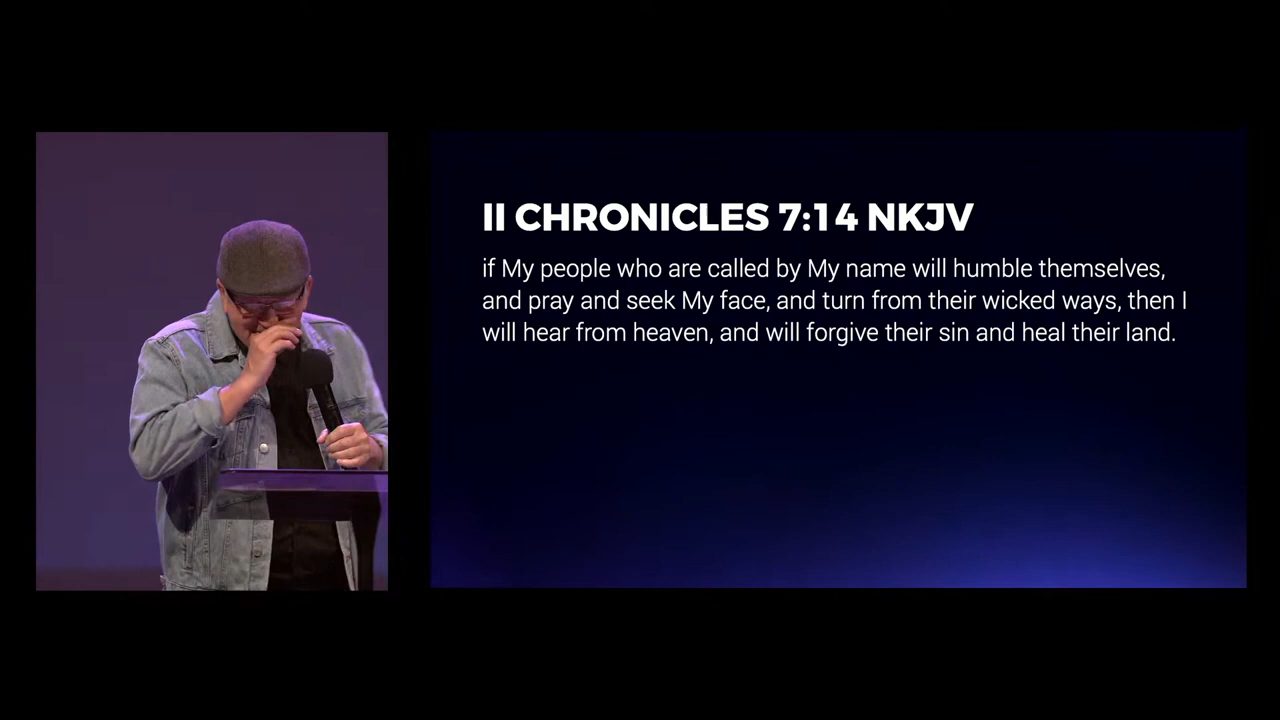 II CHRONICLES 7:14 NKJV
if My people who are called by My name will humble themselves,
and pray and seek My face, and turn from their wicked ways, then I
will hear from heaven, and will forgive their sin and heal their land.